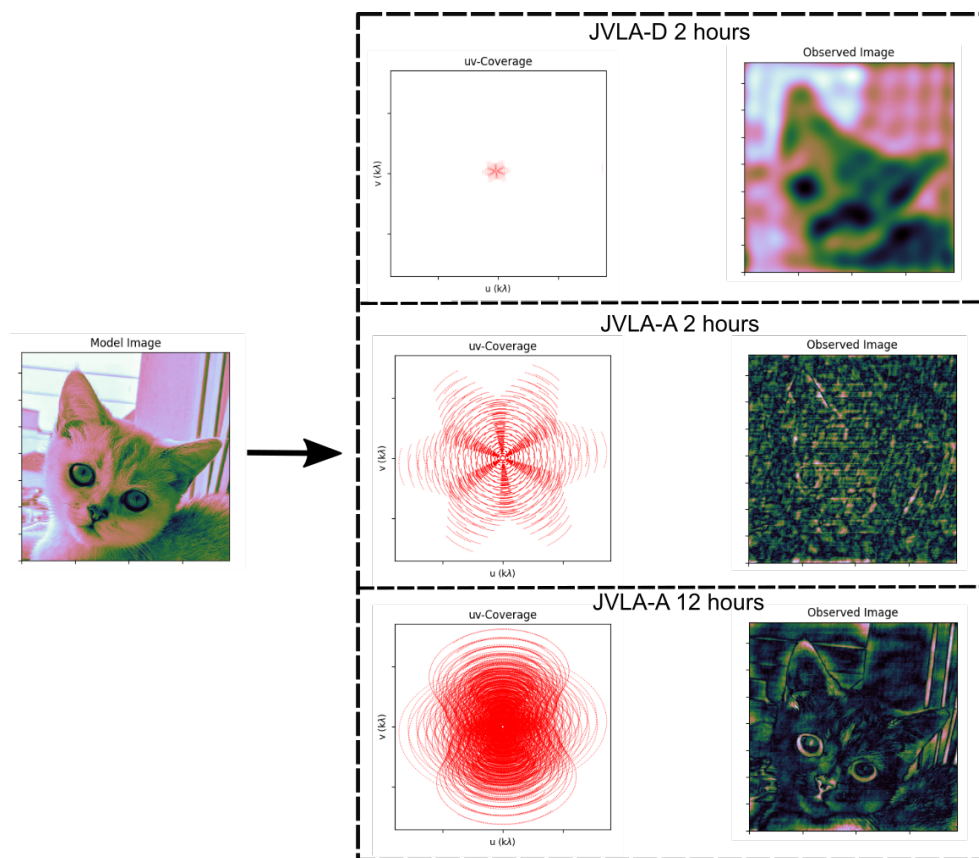 JVLA-D 2 hours
uv-Coverage
Observed Image
v (kλ)
u (kλ)
Model Image
JVLA-A 2 hours
uv-Coverage
Observed Image
v (kλ)
u (kλ)
JVLA-A 12 hours
uv-Coverage
Observed Image
v (kλ)
u (kλ)